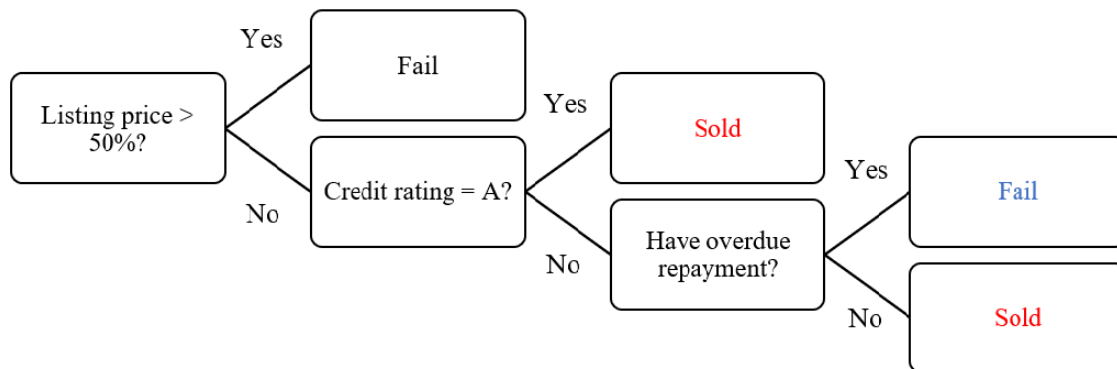 Yes
Fail
Listing price >
50%?
No
Credit rating = A?
Yes
Sold
No
Have overdue
repayment?
Yes
Fail
No
Sold